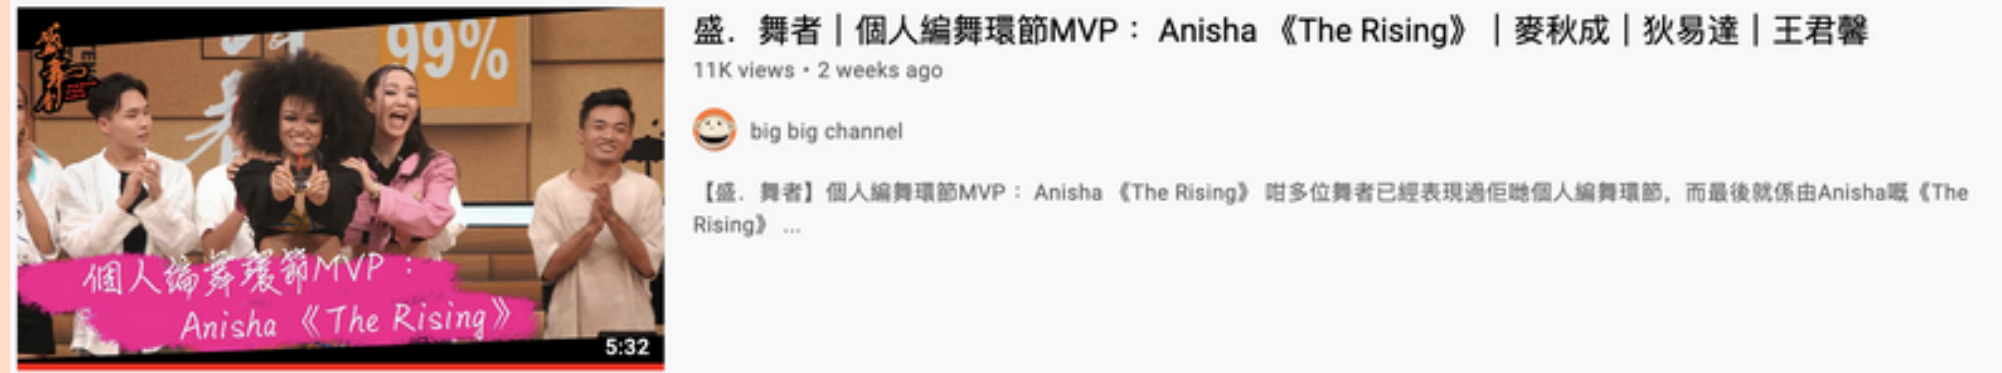 99%
個人編舞環節MVP：
Anisha 《The Rising》
5:32
盛．舞者｜個人編舞環節MVP： Anisha 《The Rising》｜麥秋成｜狄易達｜王君馨
11K views • 2 weeks ago
big big channel
【盛．舞者】個人編舞環節MVP： Anisha 《The Rising》 咁多位舞者已經表現過佢哋個人編舞環節，而最後就係由Anisha嘅《The
Rising》 ...